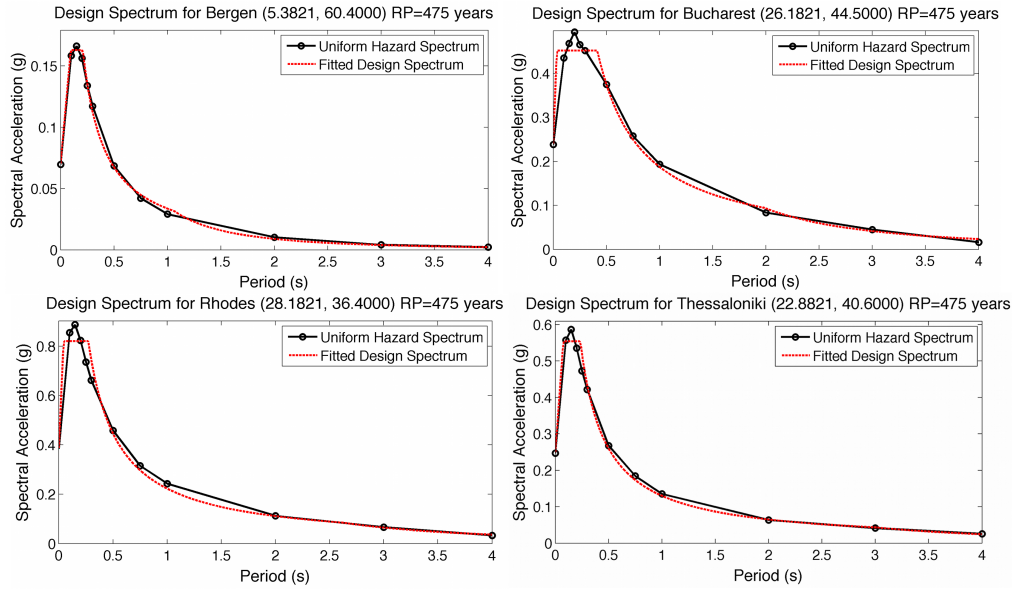 Design Spectrum for Bergen (5.3821, 60.4000) RP=475 years
Uniform Hazard Spectrum
Fitted Design Spectrum
Spectral Acceleration (g)
0.15
0.1
0.05
0
0 0.5 1 1.5 2 2.5 3 3.5 4
Period (s)
Design Spectrum for Bucharest (26.1821, 44.5000) RP=475 years
Uniform Hazard Spectrum
Fitted Design Spectrum
Spectral Acceleration (g)
0.4
0.3
0.2
0.1
0
0 0.5 1 1.5 2 2.5 3 3.5 4
Period (s)
Design Spectrum for Rhodes (28.1821, 36.4000) RP=475 years
Uniform Hazard Spectrum
Fitted Design Spectrum
Spectral Acceleration (g)
0.8
0.6
0.4
0.2
0
0 0.5 1 1.5 2 2.5 3 3.5 4
Period (s)
Design Spectrum for Thessaloniki (22.8821, 40.6000) RP=475 years
Uniform Hazard Spectrum
Fitted Design Spectrum
Spectral Acceleration (g)
0.6
0.5
0.4
0.3
0.2
0.1
0
0 0.5 1 1.5 2 2.5 3 3.5 4
Period (s)